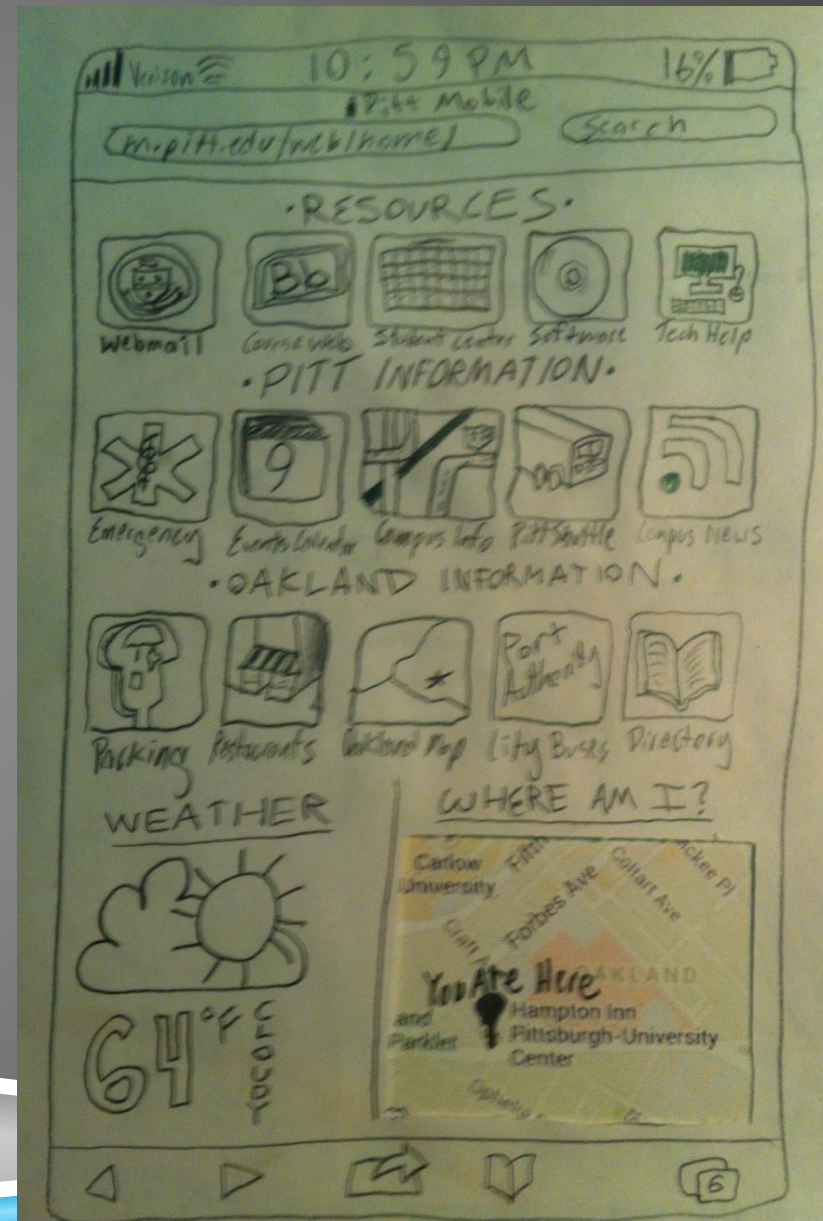 Verison 10:59 PM 16%
Pitt Mobile
m.pitt.edu/web/home/ Search
• RESOURCES •
Bb
Webmail Course web Student Center Software Tech Help
• PITT INFORMATION •
9
Emergency Events Calendar Campus Info Pitt Shuttle Campus News
• OAKLAND INFORMATION •
Port
Authority
Parking Restaurants Oakland Map City Buses Directory
WEATHER
64°F CLOUDY
WHERE AM I?
Carlow
University
Fifth
Forbes Ave
Coltart Ave
McKee Pl
Craft
You Are Here
OAKLAND
and
Parklet
Hampton Inn
Pittsburgh-University
Center
6